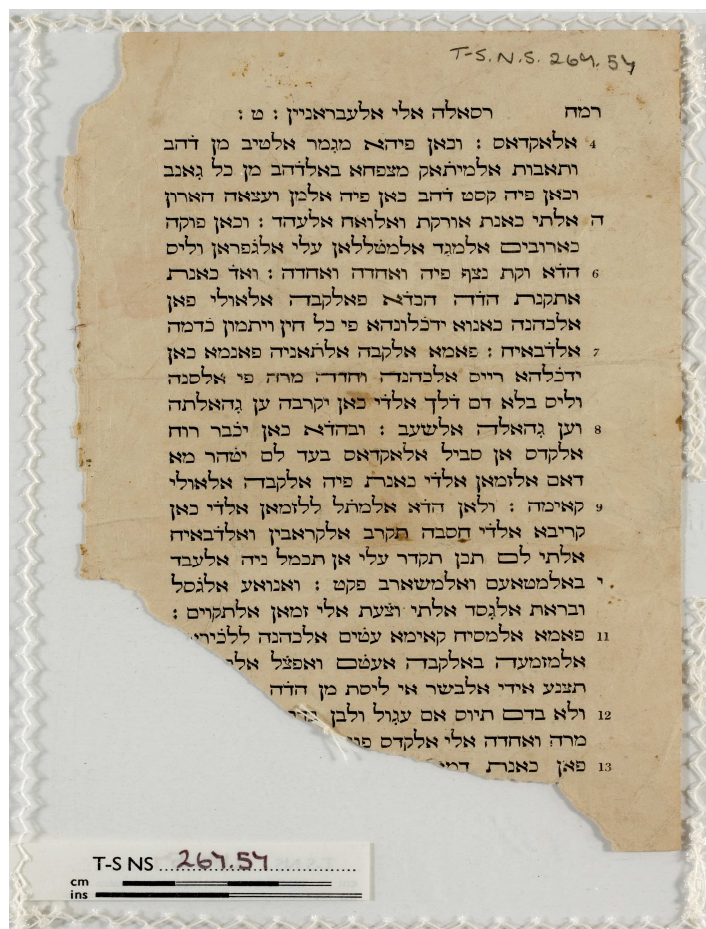 T-S. N.S. 267.57
רמח רסאלה אלי אלעבראניין : ט :
4 אלאקדאס : וכאן פיהא מגמר אלטיב מן דהב
ותאבות אלמיתאק מצפחא באלדהב מן כל גאנב
וכאן פיה קסט דהב כאן פיה אלמן ועצאה הארון
ה אלתי כאנת אורקת ואלואח אלעהד : וכאן פוקה
כארובים אלמגד אלמטללאן עלי אלגפראן וליס
6 הדא וקת נצף פיה ואחדה ואחדה : ואד כאנת
אתקנת הדה הכדא פאלקבה אלאולי פאן
אלכהנה כאנוא ידכלונהא פי כל חין ויתמון כדמה
7 אלדבאיח : פאמא אלקבה אלתאניה פאנמא כאן
ידכלהא רייס אלכהנה וחדה מרה פי אלסנה
וליס בלא דם דלך אלדי כאן יקרבה ען גהאלתה
8 וען גהאלה אלשעב : ובהדא כאן יכבר רוח
אלקדס אן סביל אלאקדאס בעד לם יטהר מא
דאם אלזמאן אלדי כאנת פיה אלקבה אלאולי
9 קאימה : ולאן הדא אלמתל ללזמאן אלדי כאן
קריבא אלדי חסבה תקרב אלקראבין ואלדבאיח
אלתי לם תכן תקדר עלי אן תכמל ניה אלעבד
י באלמטאעם ואלמשארב פקט : ואנואע אלגסל
ובראת אלגסד אלתי וצעת אלי זמאן אלתקוים :
11 פאמא אלמסיח קאימא עטים אלכהנה
אלמזמעה באלקבה אעטם ואפצל
תצנע אידי אלבשר אי ליסת מן הדה
12 ולא בדם תיוס אם עגול ולכן
מרה ואחדה אלי אלקדס
13 פאן כאנת
T-S NS 267.57
cm
ins